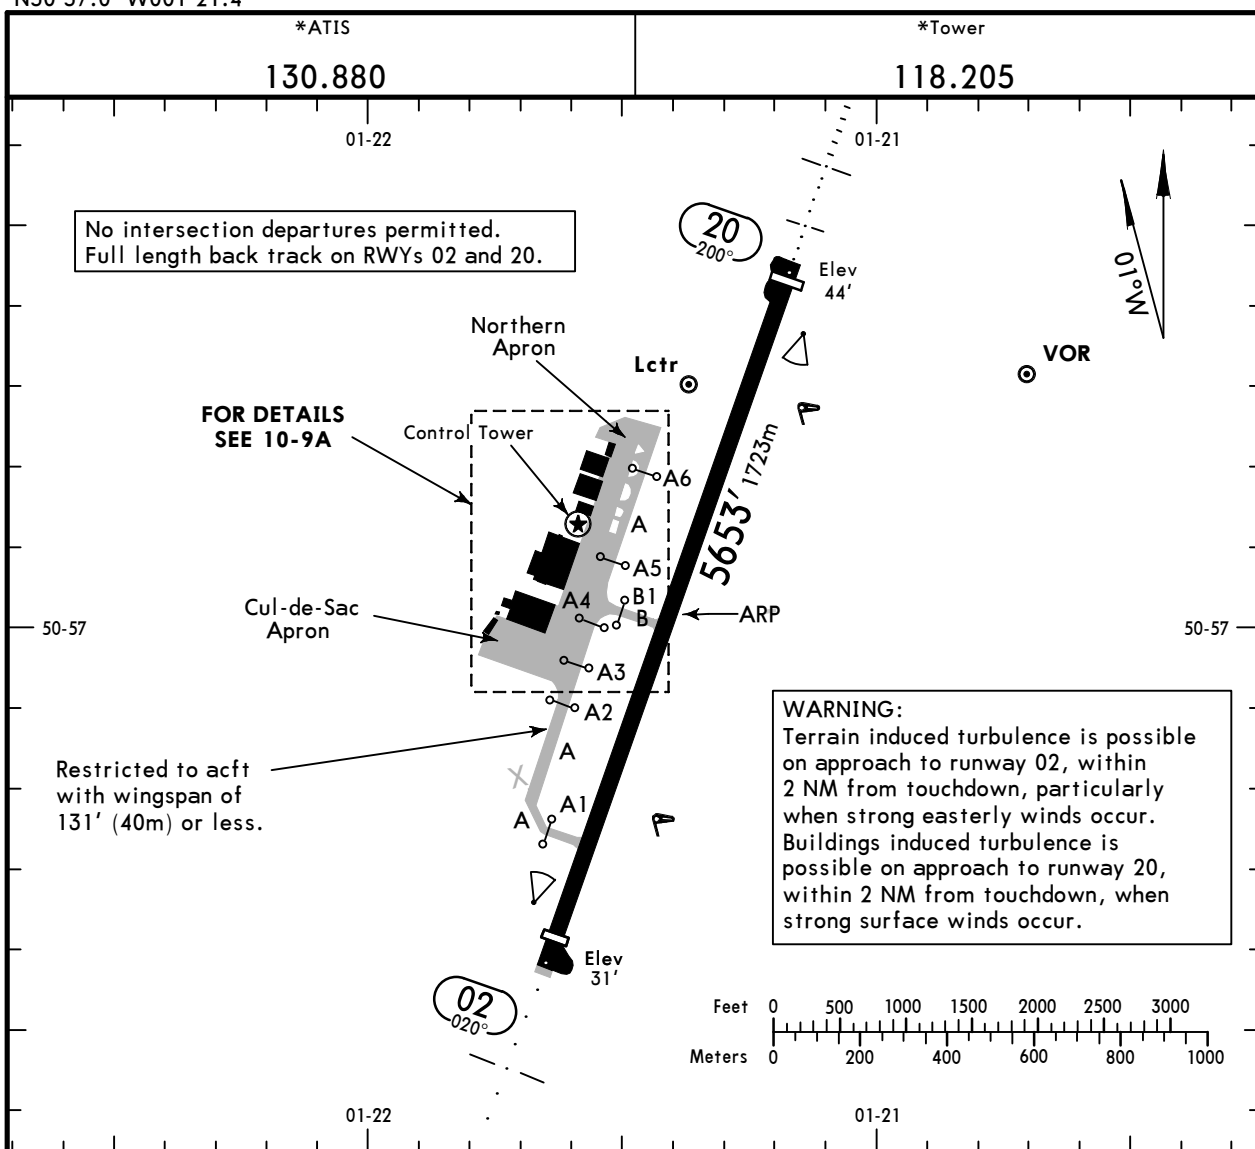 N50 57.0 W001 21.4
*ATIS
130.880
*Tower
118.205
01-22
01-21
No intersection departures permitted.
Full length back track on RWYs 02 and 20.
20
200°
Elev
44'
01°W
Northern
Apron
Lctr
VOR
FOR DETAILS
SEE 10-9A
Control Tower
5653' 1723m
A6
A
A5
A4
B1
B
ARP
Cul-de-Sac
Apron
50-57
50-57
A3
A2
A
Restricted to acft
with wingspan of
131' (40m) or less.
A1
A
WARNING:
Terrain induced turbulence is possible
on approach to runway 02, within
2 NM from touchdown, particularly
when strong easterly winds occur.
Buildings induced turbulence is
possible on approach to runway 20,
within 2 NM from touchdown, when
strong surface winds occur.
Elev
31'
02
020°
Feet 0 500 1000 1500 2000 2500 3000
Meters 0 200 400 600 800 1000
01-22
01-21